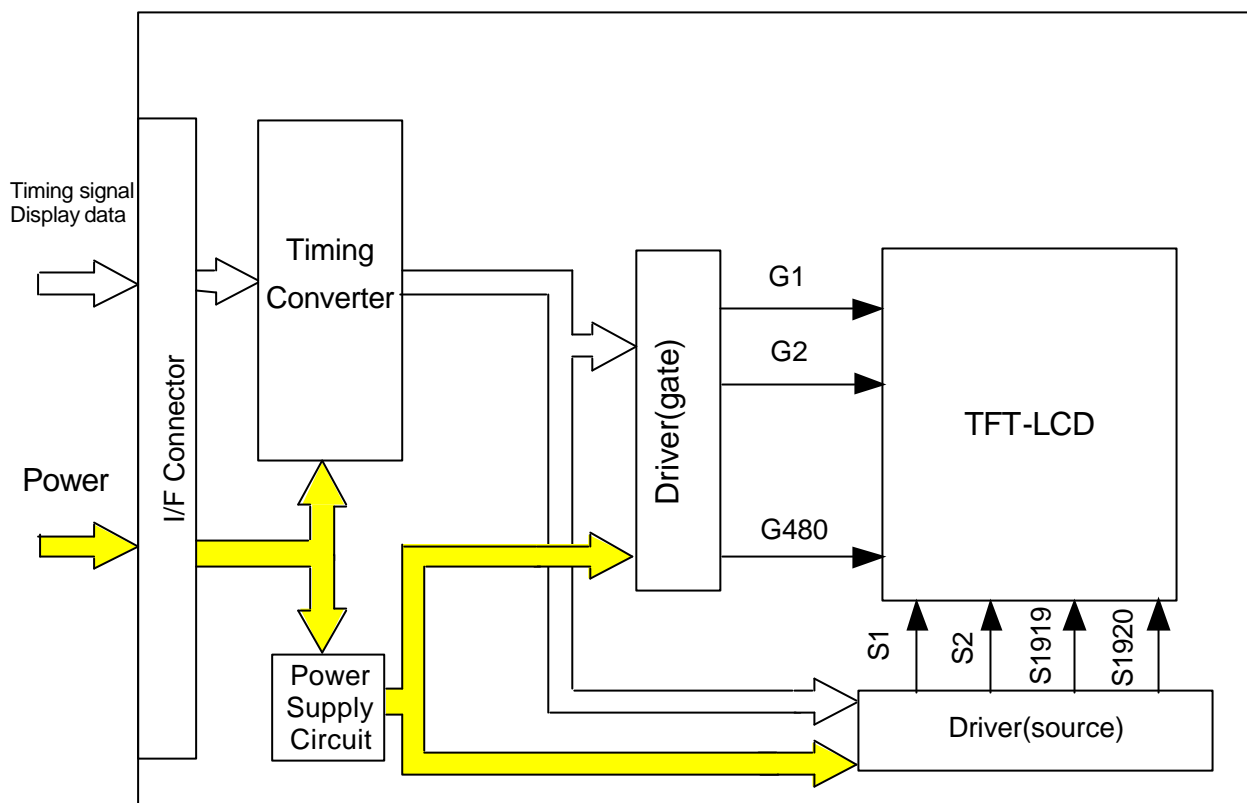 Timing signal
Display data
Power
I/F Connector
Timing
Converter
Power
Supply
Circuit
Driver(gate)
G1
G2
G480
TFT-LCD
S1
S2
S1919
S1920
Driver(source)